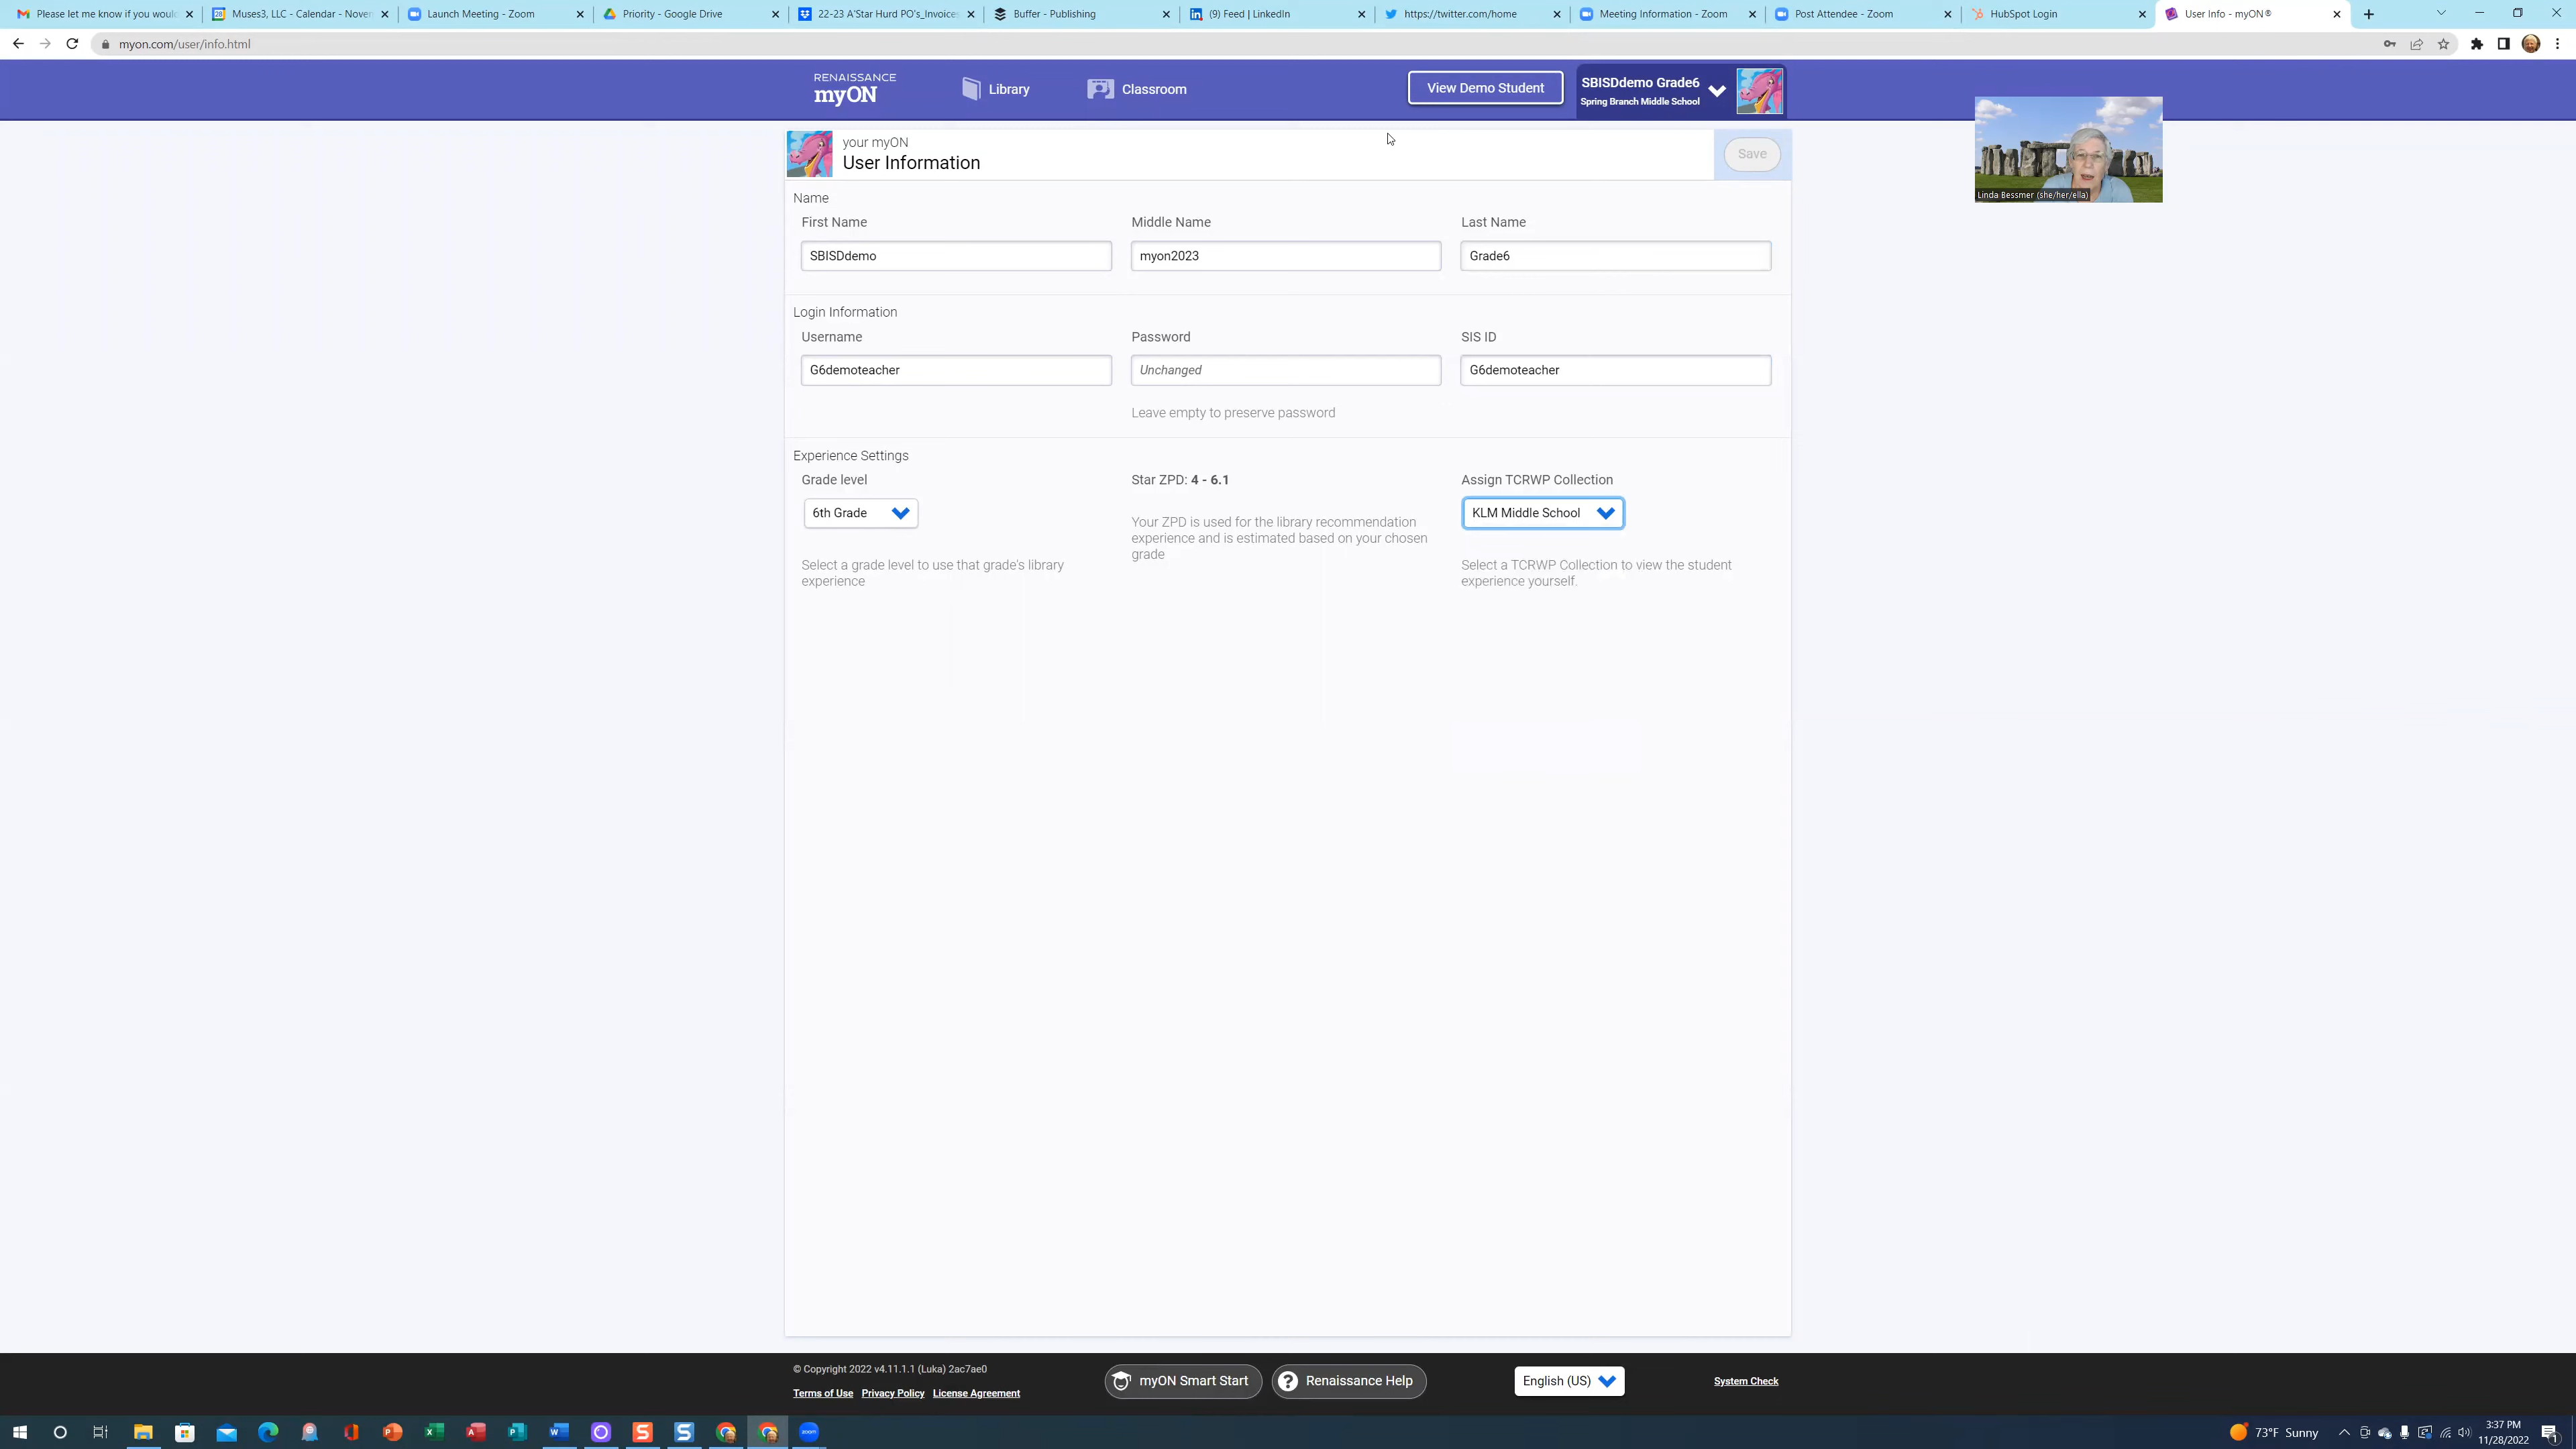 Please let me know if you would
Muses3, LLC - Calendar - Novem
Launch Meeting - Zoom
Priority - Google Drive
22-23 A'Star Hurd PO's_Invoices
Buffer - Publishing
(9) Feed | LinkedIn
https://twitter.com/home
Meeting Information - Zoom
Post Attendee - Zoom
HubSpot Login
User Info - myON®
myon.com/user/info.html
RENAISSANCE
myON
Library
Classroom
View Demo Student
SBISDdemo Grade6
Spring Branch Middle School
your myON
User Information
Save
Linda Bessmer (she/her/ella)
Name
First Name
Middle Name
Last Name
SBISDdemo
myon2023
Grade6
Login Information
Username
Password
SIS ID
G6demoteacher
Unchanged
G6demoteacher
Leave empty to preserve password
Experience Settings
Grade level
Star ZPD: 4 - 6.1
Assign TCRWP Collection
6th Grade
KLM Middle School
Your ZPD is used for the library recommendation
experience and is estimated based on your chosen
grade
Select a grade level to use that grade's library
experience
Select a TCRWP Collection to view the student
experience yourself.
© Copyright 2022 v4.11.1.1 (Luka) 2ac7ae0
Terms of Use Privacy Policy License Agreement
myON Smart Start
Renaissance Help
English (US)
System Check
73°F Sunny
3:37 PM
11/28/2022